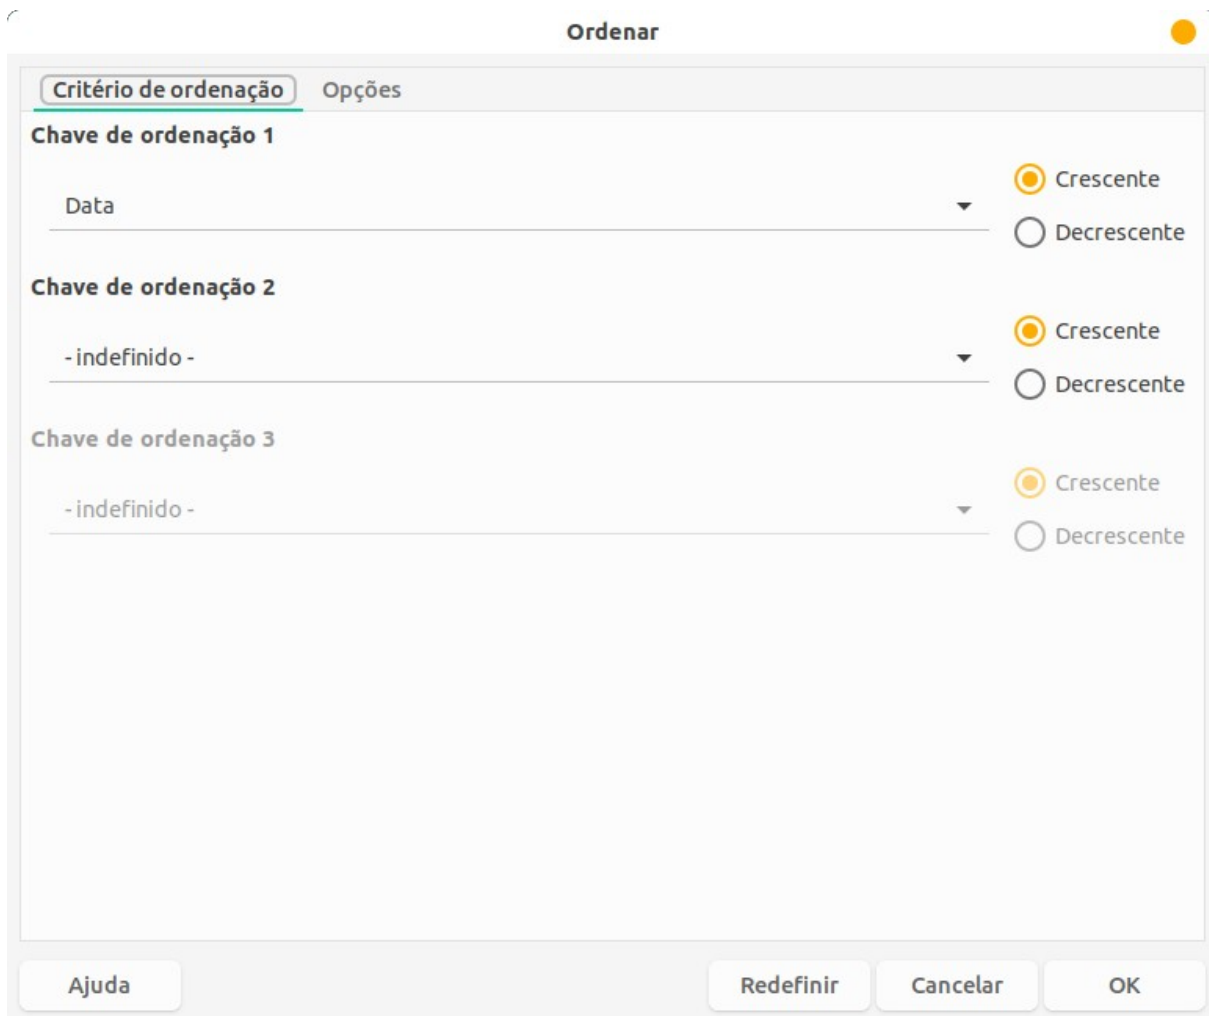 Ordenar
Critério de ordenação Opções
Chave de ordenação 1
Data
Crescente
Decrescente
Chave de ordenação 2
- indefinido -
Crescente
Decrescente
Chave de ordenação 3
- indefinido -
Crescente
Decrescente
Ajuda Redefinir Cancelar OK